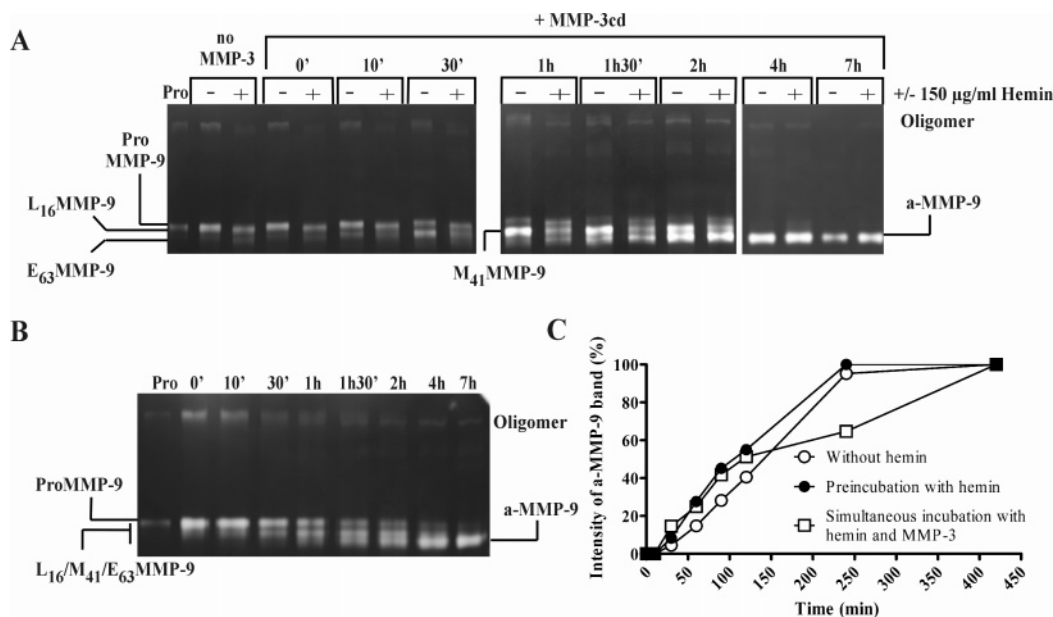 A
+ MMP-3cd
no
MMP-3
0' 10' 30' 1h 1h30' 2h 4h 7h
Pro - + - + - + - + - + - + - + - + - + +/- 150 µg/ml Hemin
Oligomer
Pro
MMP-9
L16MMP-9
E63MMP-9
M41MMP-9
a-MMP-9
B
Pro 0' 10' 30' 1h 1h30' 2h 4h 7h
Oligomer
ProMMP-9
a-MMP-9
L16/M41/E63MMP-9
C
Intensity of a-MMP-9
band (%)
100
80
60
40
20
0
Without hemin
Preincubation with hemin
Simultaneous incubation with
hemin and MMP-3
0 50 100 150 200 250 300 350 400 450
Time (min)